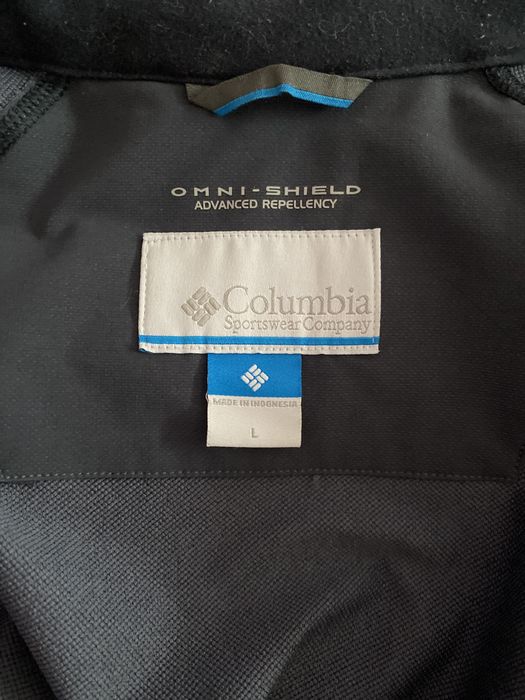 OMNI-SHIELD
ADVANCED REPELLENCY
Columbia
Sportswear Company
MADE IN INDONESIA
L